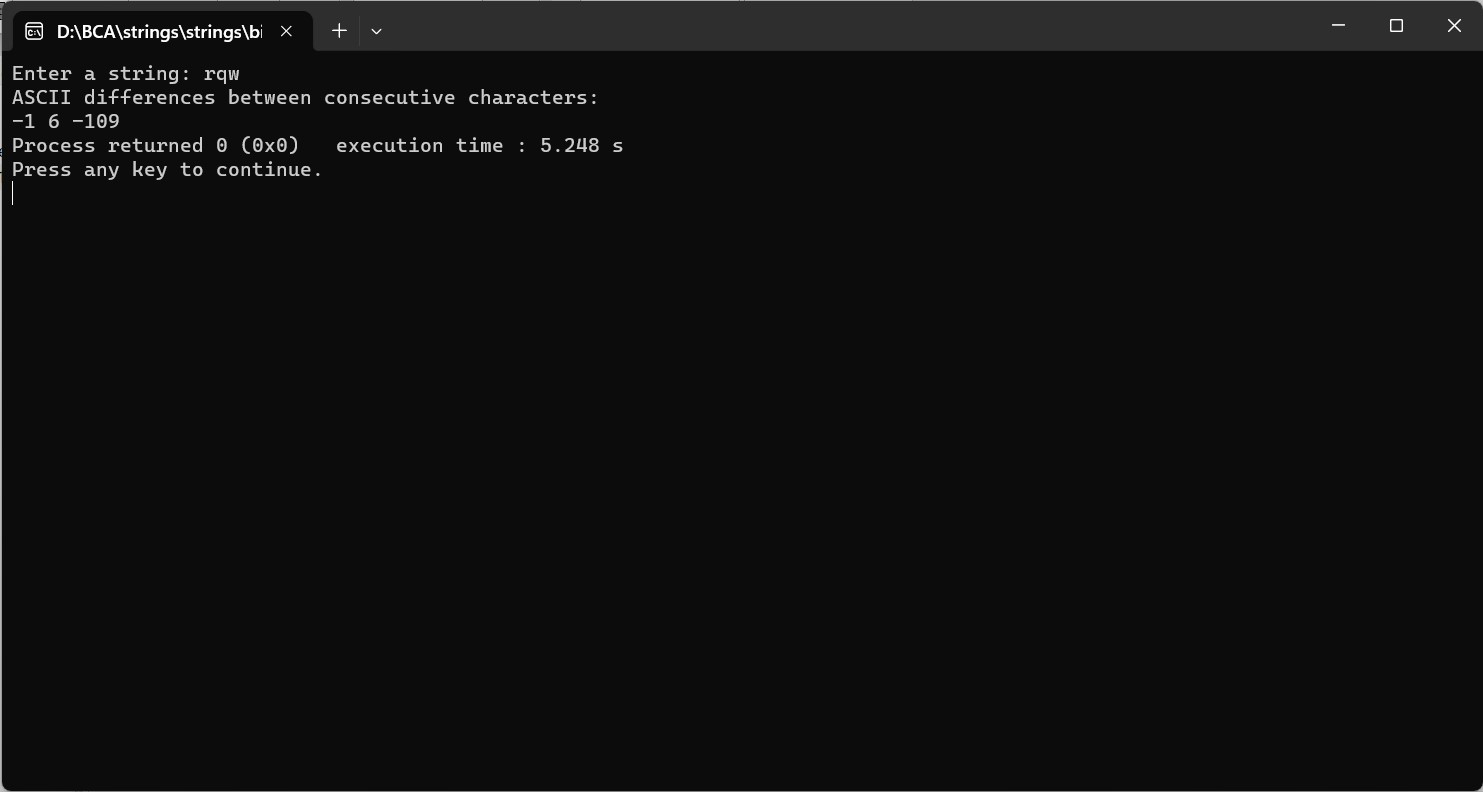 D:\BCA\strings\strings\bi
Enter a string: rqw
ASCII differences between consecutive characters:
-1 6 -109
Process returned 0 (0x0)   execution time : 5.248 s
Press any key to continue.